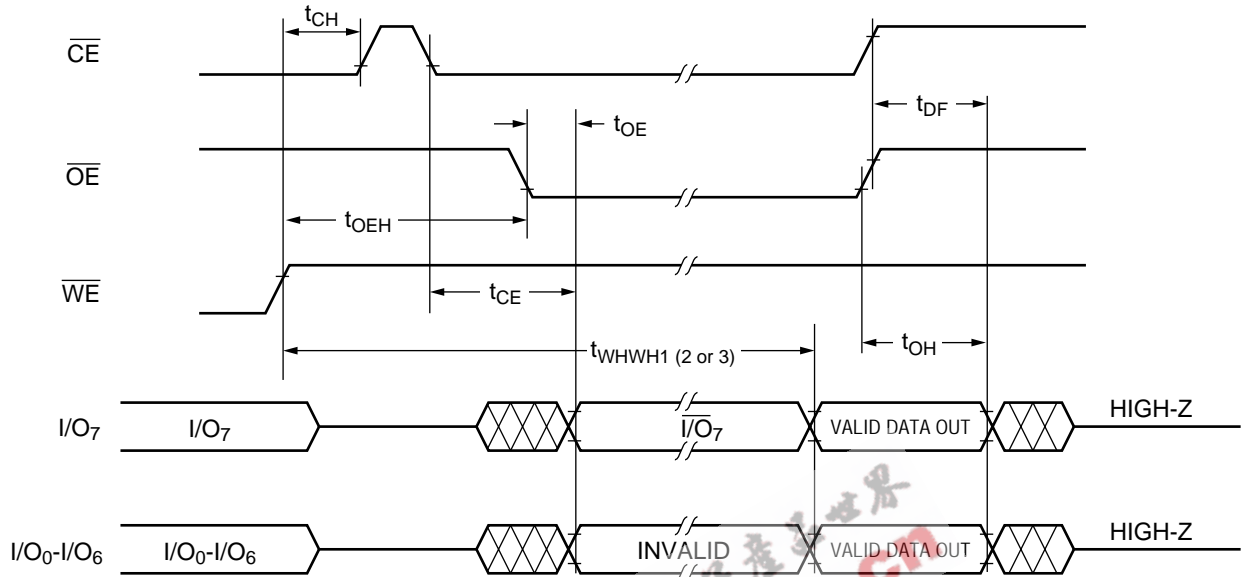 tCH
CE
tDF
tOE
OE
tOEH
WE
tCE
tWHWH1 (2 or 3)
tOH
I/O7 I/O7 I/O7 VALID DATA OUT HIGH-Z
I/O0-I/O6 I/O0-I/O6 INVALID VALID DATA OUT HIGH-Z